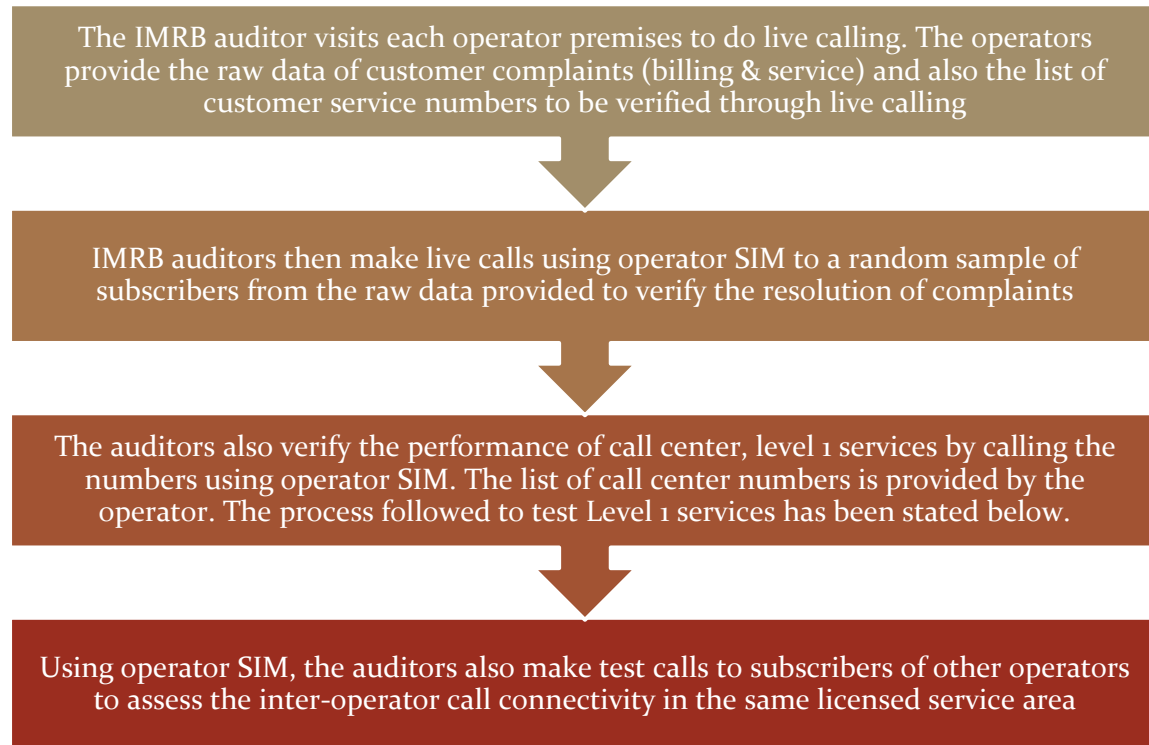 The IMRB auditor visits each operator premises to do live calling. The operators
provide the raw data of customer complaints (billing & service) and also the list of
customer service numbers to be verified through live calling
IMRB auditors then make live calls using operator SIM to a random sample of
subscribers from the raw data provided to verify the resolution of complaints
The auditors also verify the performance of call center, level 1 services by calling the
numbers using operator SIM. The list of call center numbers is provided by the
operator. The process followed to test Level 1 services has been stated below.
Using operator SIM, the auditors also make test calls to subscribers of other operators
to assess the inter-operator call connectivity in the same licensed service area